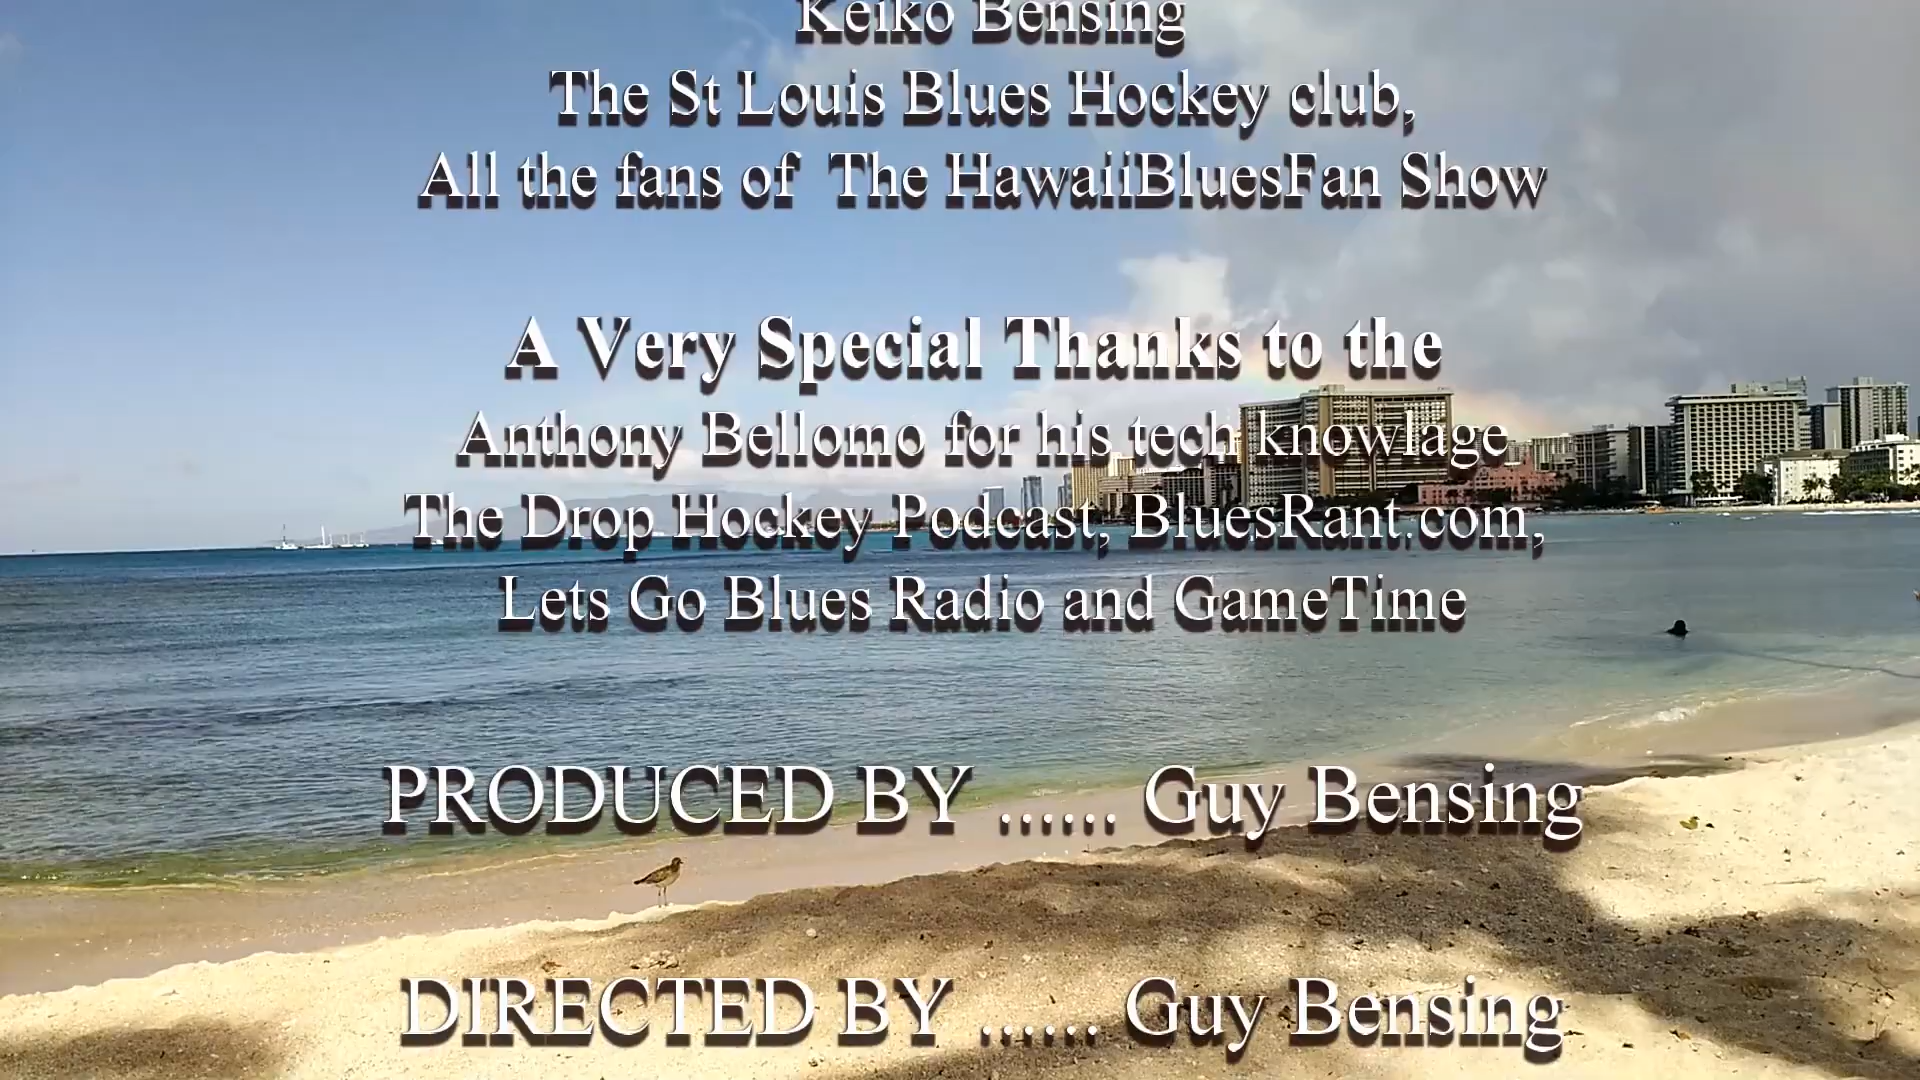 Keiko Bensing
The St Louis Blues Hockey club,
All the fans of The HawaiiBluesFan Show
A Very Special Thanks to the
Anthony Bellomo for his tech knowlage
The Drop Hockey Podcast, BluesRant.com,
Lets Go Blues Radio and GameTime
PRODUCED BY ...... Guy Bensing
DIRECTED BY ...... Guy Bensing